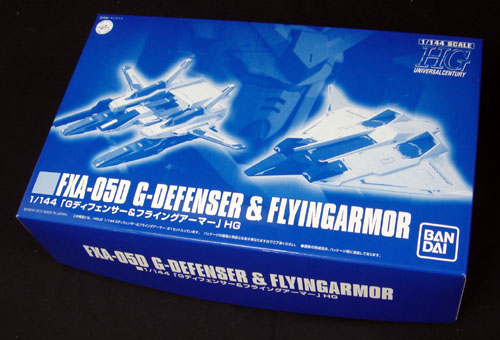 1/144 SCALE
HG
UNIVERSAL CENTURY
FXA-05D G-DEFENSER & FLYINGARMOR
1/144「Gディフェンサー&フライングアーマー」HG
BAN
DAI
FXA-05D G-DEFENSER & FLYINGARMOR
1/144「Gディフェンサー&フライングアーマー」HG